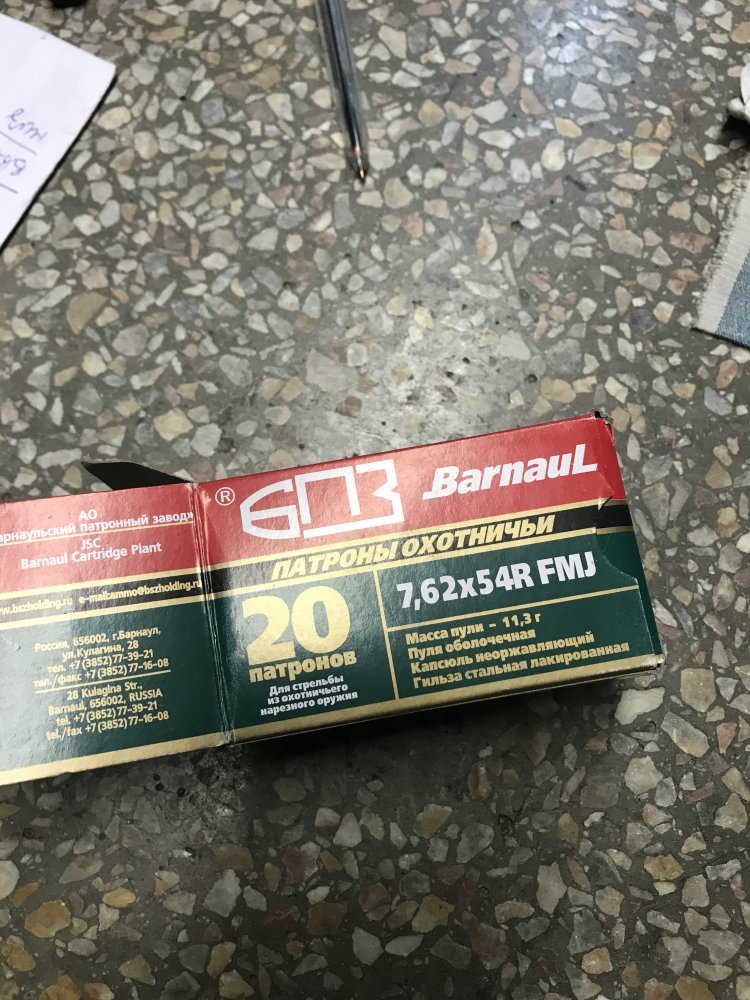 АО
арнаульский патронный завод»
JSC
Barnaul Cartridge Plant
www.bszholding.ru e-mail:ammo@bszholding.ru
Россия, 656002, г.Барнаул,
ул.Кулагина, 28
тел. +7 (3852) 77-39-21
тел./факс +7 (3852) 77-16-08
28 Kulagina Str.,
Barnaul, 656002, RUSSIA
tel. +7 (3852) 77-39-21
tel./fax +7 (3852) 77-16-08
® БПЗ Barnaul
ПАТРОНЫ ОХОТНИЧЬИ
20
патронов
Для стрельбы
из охотничьего
нарезного оружия
7,62x54R FMJ
Масса пули – 11,3 г
Пуля оболочечная
Капсюль неоржавляющий
Гильза стальная лакированная